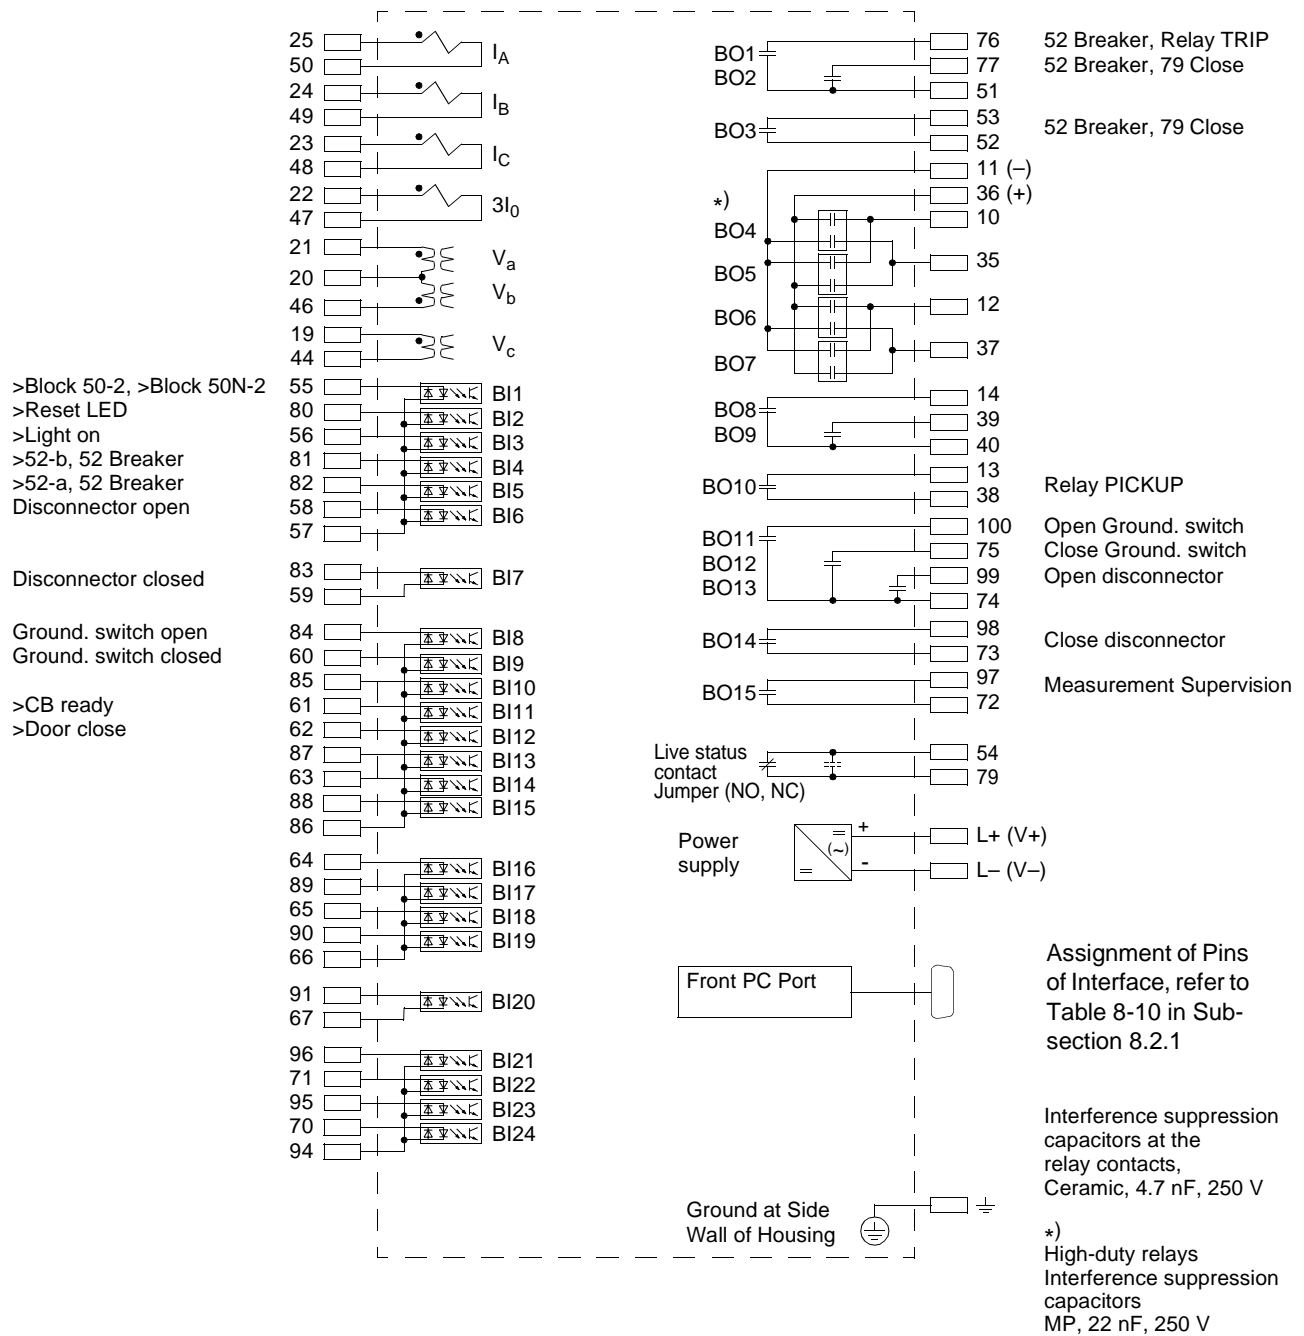 25
50
I_A
24
49
I_B
23
48
I_C
22
47
3I_0
21
V_a
20
V_b
46
19
V_c
44
>Block 50-2, >Block 50N-2 55 BI1
>Reset LED 80 BI2
>Light on 56 BI3
>52-b, 52 Breaker 81 BI4
>52-a, 52 Breaker 82 BI5
Disconnector open 58 BI6
57
Disconnector closed 83 BI7
59
Ground. switch open 84 BI8
Ground. switch closed 60 BI9
85 BI10
>CB ready 61 BI11
>Door close 62 BI12
87 BI13
63 BI14
88 BI15
86
64 BI16
89 BI17
65 BI18
90 BI19
66
91 BI20
67
96 BI21
71 BI22
95 BI23
70 BI24
94
BO1 76 52 Breaker, Relay TRIP
BO2 77 52 Breaker, 79 Close
51
53
BO3 52 Breaker, 79 Close
52
11 (–)
36 (+)
*)
10
BO4
35
BO5
12
BO6
37
BO7
14
BO8
39
BO9
40
13
BO10 Relay PICKUP
38
100 Open Ground. switch
BO11
75 Close Ground. switch
BO12
99 Open disconnector
BO13
74
98
BO14 Close disconnector
73
97
BO15 Measurement Supervision
72
Live status 54
contact 79
Jumper (NO, NC)
Power
supply
=
(~)
=
+ L+ (V+)
- L– (V–)
Front PC Port
Assignment of Pins
of Interface, refer to
Table 8-10 in Sub-
section 8.2.1
Interference suppression
capacitors at the
relay contacts,
Ceramic, 4.7 nF, 250 V
Ground at Side
Wall of Housing
*)
High-duty relays
Interference suppression
capacitors
MP, 22 nF, 250 V